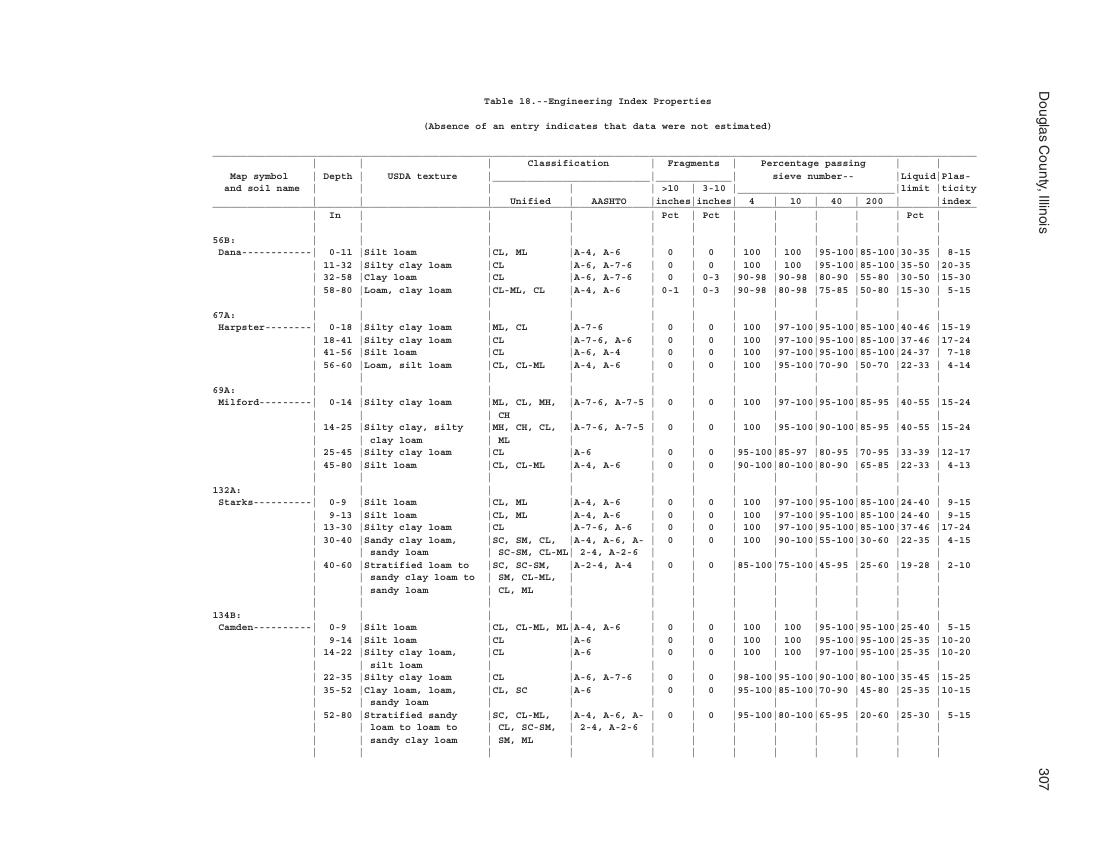 Douglas County, Illinois
Table 18.--Engineering Index Properties
(Absence of an entry indicates that data were not estimated)
| | | Classification | Fragments | Percentage passing | |
Map symbol | Depth | USDA texture | | | sieve number-- |Liquid|Plas-
and soil name | | | | | >10 | 3-10 | |limit |ticity
| | | Unified | AASHTO |inches|inches| 4 | 10 | 40 | 200 | |index
| In | | | | Pct | Pct | | | | | Pct |
56B:
Dana------------| 0-11 |Silt loam |CL, ML |A-4, A-6 | 0 | 0 | 100 | 100 |95-100|85-100|30-35 | 8-15
| 11-32 |Silty clay loam |CL |A-6, A-7-6 | 0 | 0 | 100 | 100 |95-100|85-100|35-50 |20-35
| 32-58 |Clay loam |CL |A-6, A-7-6 | 0 | 0-3 |90-98 |90-98 |80-90 |55-80 |30-50 |15-30
| 58-80 |Loam, clay loam |CL-ML, CL |A-4, A-6 | 0-1 | 0-3 |90-98 |80-98 |75-85 |50-80 |15-30 | 5-15
67A:
Harpster--------| 0-18 |Silty clay loam |ML, CL |A-7-6 | 0 | 0 | 100 |97-100|95-100|85-100|40-46 |15-19
| 18-41 |Silty clay loam |CL |A-7-6, A-6 | 0 | 0 | 100 |97-100|95-100|85-100|37-46 |17-24
| 41-56 |Silt loam |CL |A-6, A-4 | 0 | 0 | 100 |97-100|95-100|85-100|24-37 | 7-18
| 56-60 |Loam, silt loam |CL, CL-ML |A-4, A-6 | 0 | 0 | 100 |95-100|70-90 |50-70 |22-33 | 4-14
69A:
Milford---------| 0-14 |Silty clay loam |ML, CL, MH, |A-7-6, A-7-5 | 0 | 0 | 100 |97-100|95-100|85-95 |40-55 |15-24
| | | CH | | | | | | | | |
| 14-25 |Silty clay, silty |MH, CH, CL, |A-7-6, A-7-5 | 0 | 0 | 100 |95-100|90-100|85-95 |40-55 |15-24
| | clay loam | ML | | | | | | | | |
| 25-45 |Silty clay loam |CL |A-6 | 0 | 0 |95-100|85-97 |80-95 |70-95 |33-39 |12-17
| 45-80 |Silt loam |CL, CL-ML |A-4, A-6 | 0 | 0 |90-100|80-100|80-90 |65-85 |22-33 | 4-13
132A:
Starks----------| 0-9 |Silt loam |CL, ML |A-4, A-6 | 0 | 0 | 100 |97-100|95-100|85-100|24-40 | 9-15
| 9-13 |Silt loam |CL, ML |A-4, A-6 | 0 | 0 | 100 |97-100|95-100|85-100|24-40 | 9-15
| 13-30 |Silty clay loam |CL |A-7-6, A-6 | 0 | 0 | 100 |97-100|95-100|85-100|37-46 |17-24
| 30-40 |Sandy clay loam, |SC, SM, CL, |A-4, A-6, A-| 0 | 0 | 100 |90-100|55-100|30-60 |22-35 | 4-15
| | sandy loam | SC-SM, CL-ML| 2-4, A-2-6 | | | | | | | |
| 40-60 |Stratified loam to |SC, SC-SM, |A-2-4, A-4 | 0 | 0 |85-100|75-100|45-95 |25-60 |19-28 | 2-10
| | sandy clay loam to | SM, CL-ML, | | | | | | | | |
| | sandy loam | CL, ML | | | | | | | | |
134B:
Camden----------| 0-9 |Silt loam |CL, CL-ML, ML|A-4, A-6 | 0 | 0 | 100 | 100 |95-100|95-100|25-40 | 5-15
| 9-14 |Silt loam |CL |A-6 | 0 | 0 | 100 | 100 |95-100|95-100|25-35 |10-20
| 14-22 |Silty clay loam, |CL |A-6 | 0 | 0 | 100 | 100 |97-100|95-100|25-35 |10-20
| | silt loam | | | | | | | | | |
| 22-35 |Silty clay loam |CL |A-6, A-7-6 | 0 | 0 |98-100|95-100|90-100|80-100|35-45 |15-25
| 35-52 |Clay loam, loam, |CL, SC |A-6 | 0 | 0 |95-100|85-100|70-90 |45-80 |25-35 |10-15
| | sandy loam | | | | | | | | | |
| 52-80 |Stratified sandy |SC, CL-ML, |A-4, A-6, A-| 0 | 0 |95-100|80-100|65-95 |20-60 |25-30 | 5-15
| | loam to loam to | CL, SC-SM, | 2-4, A-2-6 | | | | | | | |
| | sandy clay loam | SM, ML | | | | | | | | |
307